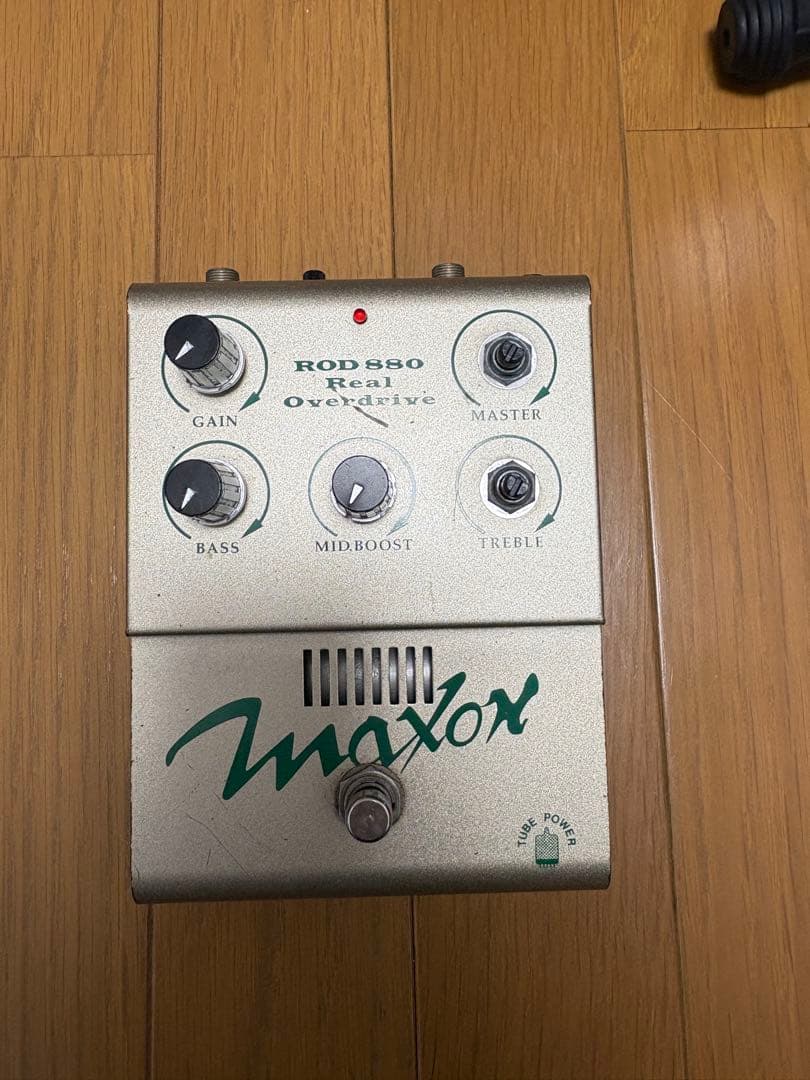 ROD 880
Real
Overdrive
GAIN
MASTER
BASS
MID.BOOST
TREBLE
maxon
TUBE POWER